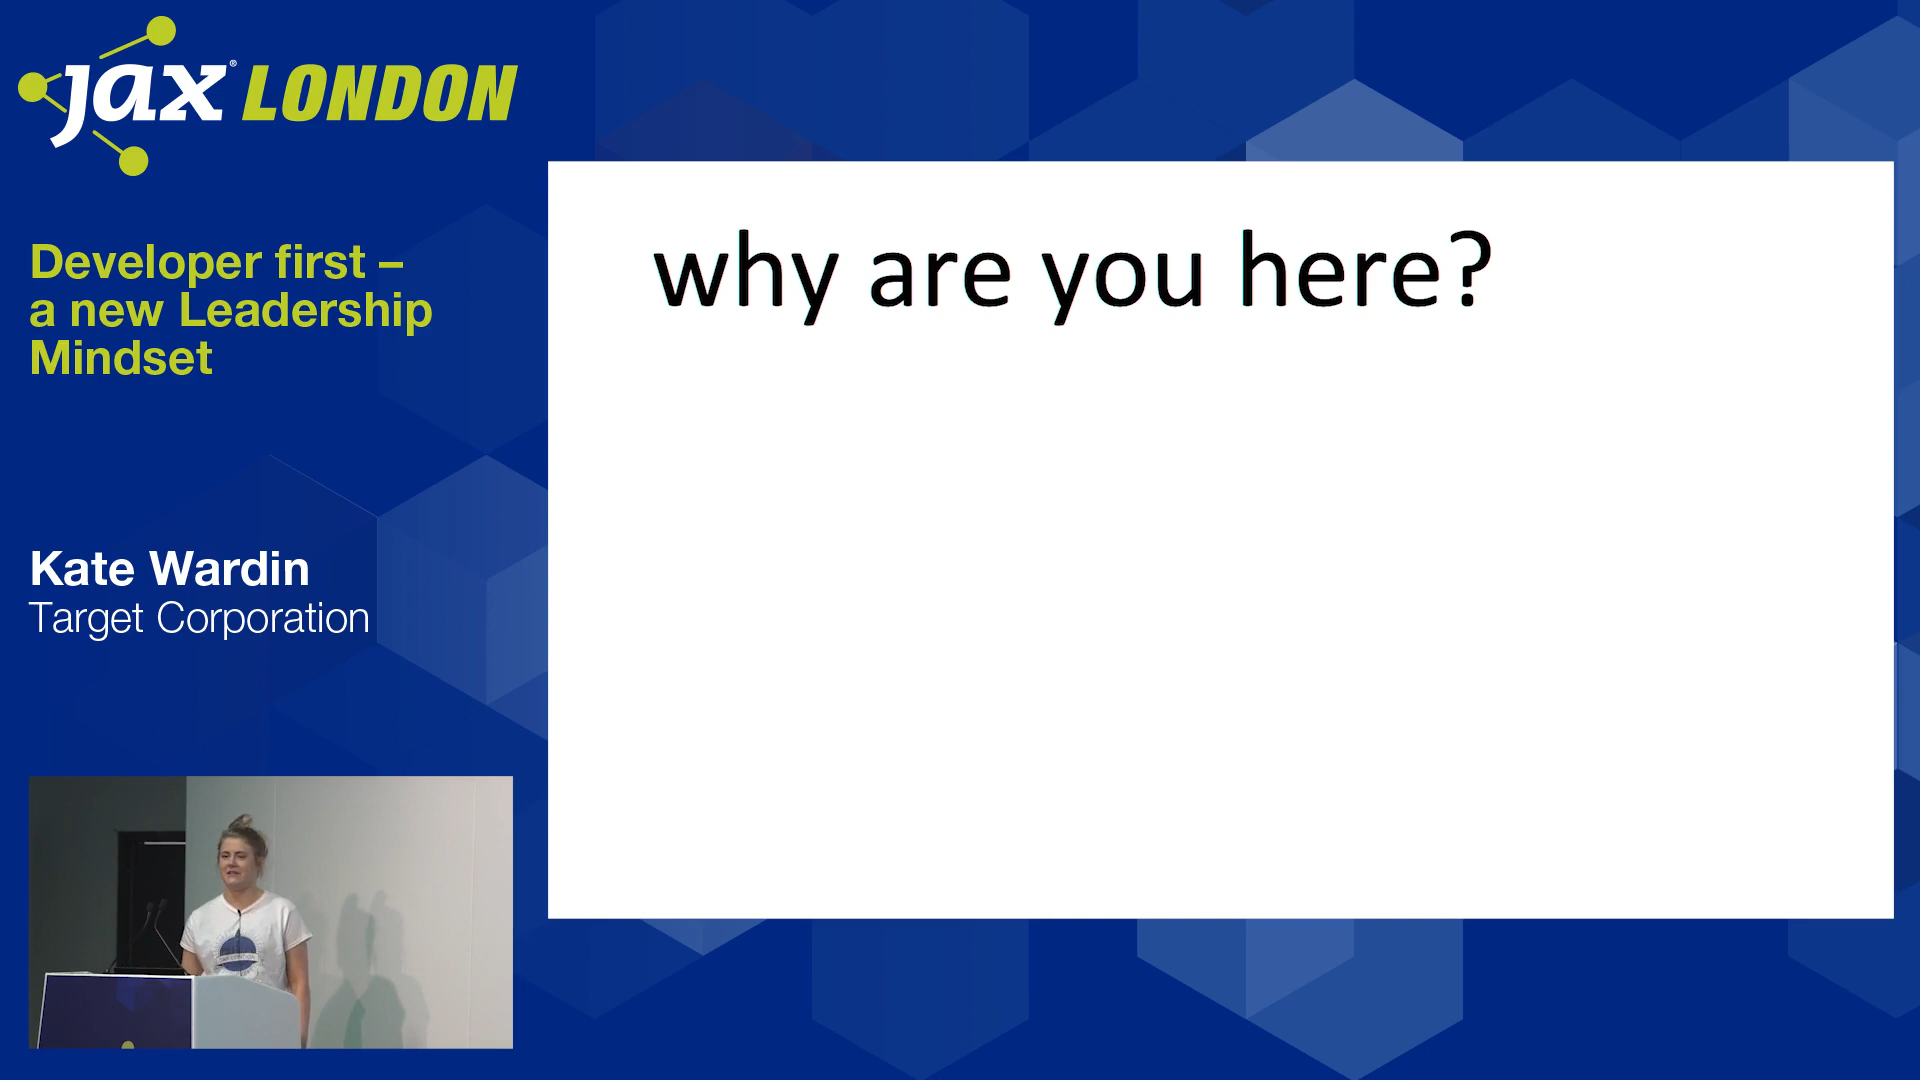 jax® LONDON
Developer first –
a new Leadership
Mindset
Kate Wardin
Target Corporation
why are you here?